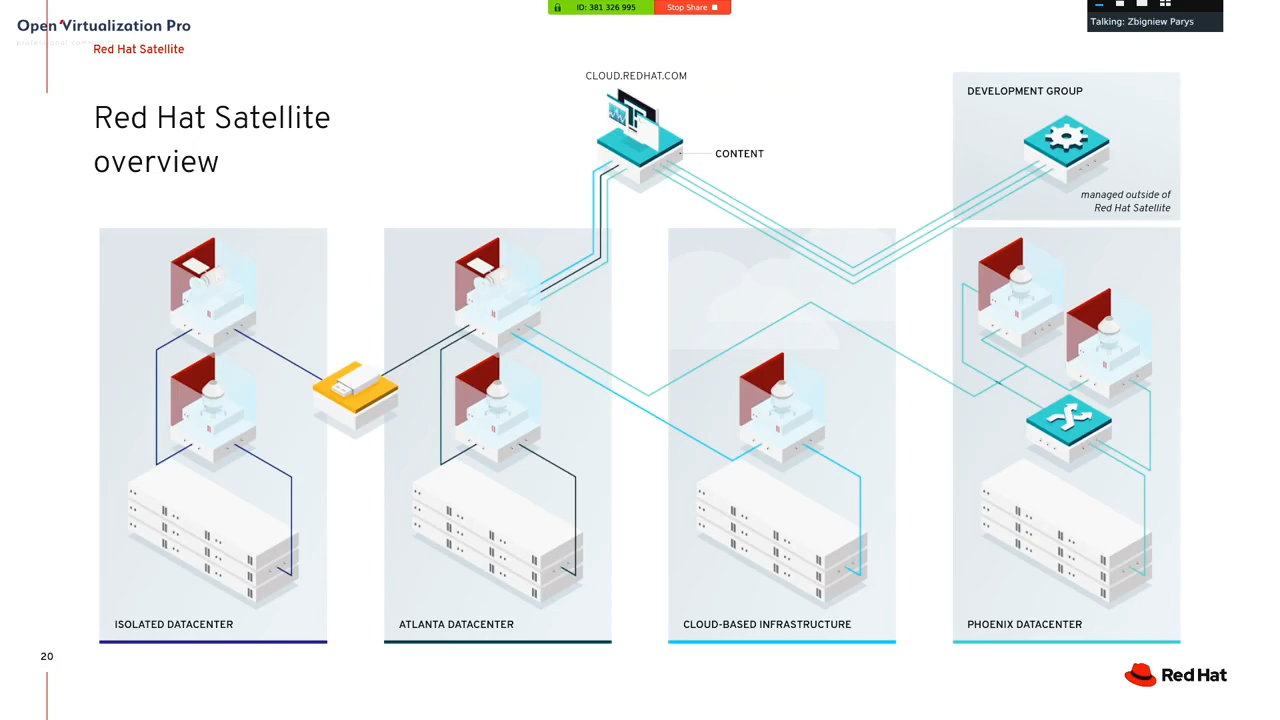 Open Virtualization Pro
professional community
Red Hat Satellite
ID: 381 326 995
Stop Share
Talking: Zbigniew Parys
Red Hat Satellite
overview
CLOUD.REDHAT.COM
CONTENT
DEVELOPMENT GROUP
managed outside of
Red Hat Satellite
ISOLATED DATACENTER
ATLANTA DATACENTER
CLOUD-BASED INFRASTRUCTURE
PHOENIX DATACENTER
20
Red Hat